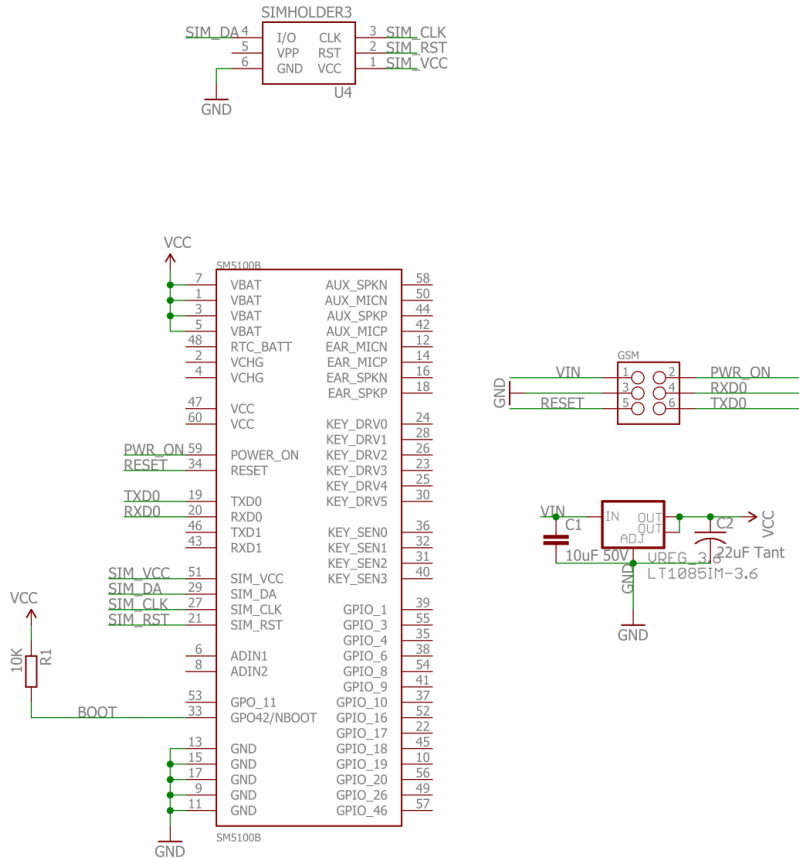 SIMHOLDER3
SIM_DA 4 I/O CLK 3 SIM_CLK
5 VPP RST 2 SIM_RST
6 GND VCC 1 SIM_VCC
GND U4
VCC
SM5100B
7 VBAT AUX_SPKN 58
1 VBAT AUX_MICN 50
3 VBAT AUX_SPKP 44
5 VBAT AUX_MICP 42
48 RTC_BATT EAR_MICN 12
2 VCHG EAR_MICP 14
4 VCHG EAR_SPKN 16
EAR_SPKP 18
47 VCC
60 VCC KEY_DRV0 24
KEY_DRV1 28
PWR_ON 59 POWER_ON KEY_DRV2 26
RESET 34 RESET KEY_DRV3 23
KEY_DRV4 25
TXD0 19 TXD0 KEY_DRV5 30
RXD0 20 RXD0
46 TXD1 KEY_SEN0 36
43 RXD1 KEY_SEN1 32
KEY_SEN2 31
SIM_VCC 51 SIM_VCC KEY_SEN3 40
SIM_DA 29 SIM_DA
SIM_CLK 27 SIM_CLK GPIO_1 39
SIM_RST 21 SIM_RST GPIO_3 55
GPIO_4 35
6 ADIN1 GPIO_6 38
8 ADIN2 GPIO_8 54
GPIO_9 41
53 GPO_11 GPIO_10 37
BOOT 33 GPO42/NBOOT GPIO_16 52
GPIO_17 22
13 GND GPIO_18 45
15 GND GPIO_19 10
17 GND GPIO_20 56
9 GND GPIO_26 49
11 GND GPIO_46 57
SM5100B
GND
VCC
10K R1
GSM
VIN 1 2 PWR_ON
GND 3 4 RXD0
RESET 5 6 TXD0
VIN IN OUT VCC
C1 OUT C2
ADJ
10uF 50V VREG_3.6 22uF Tant
GND LT1085IM-3.6
GND